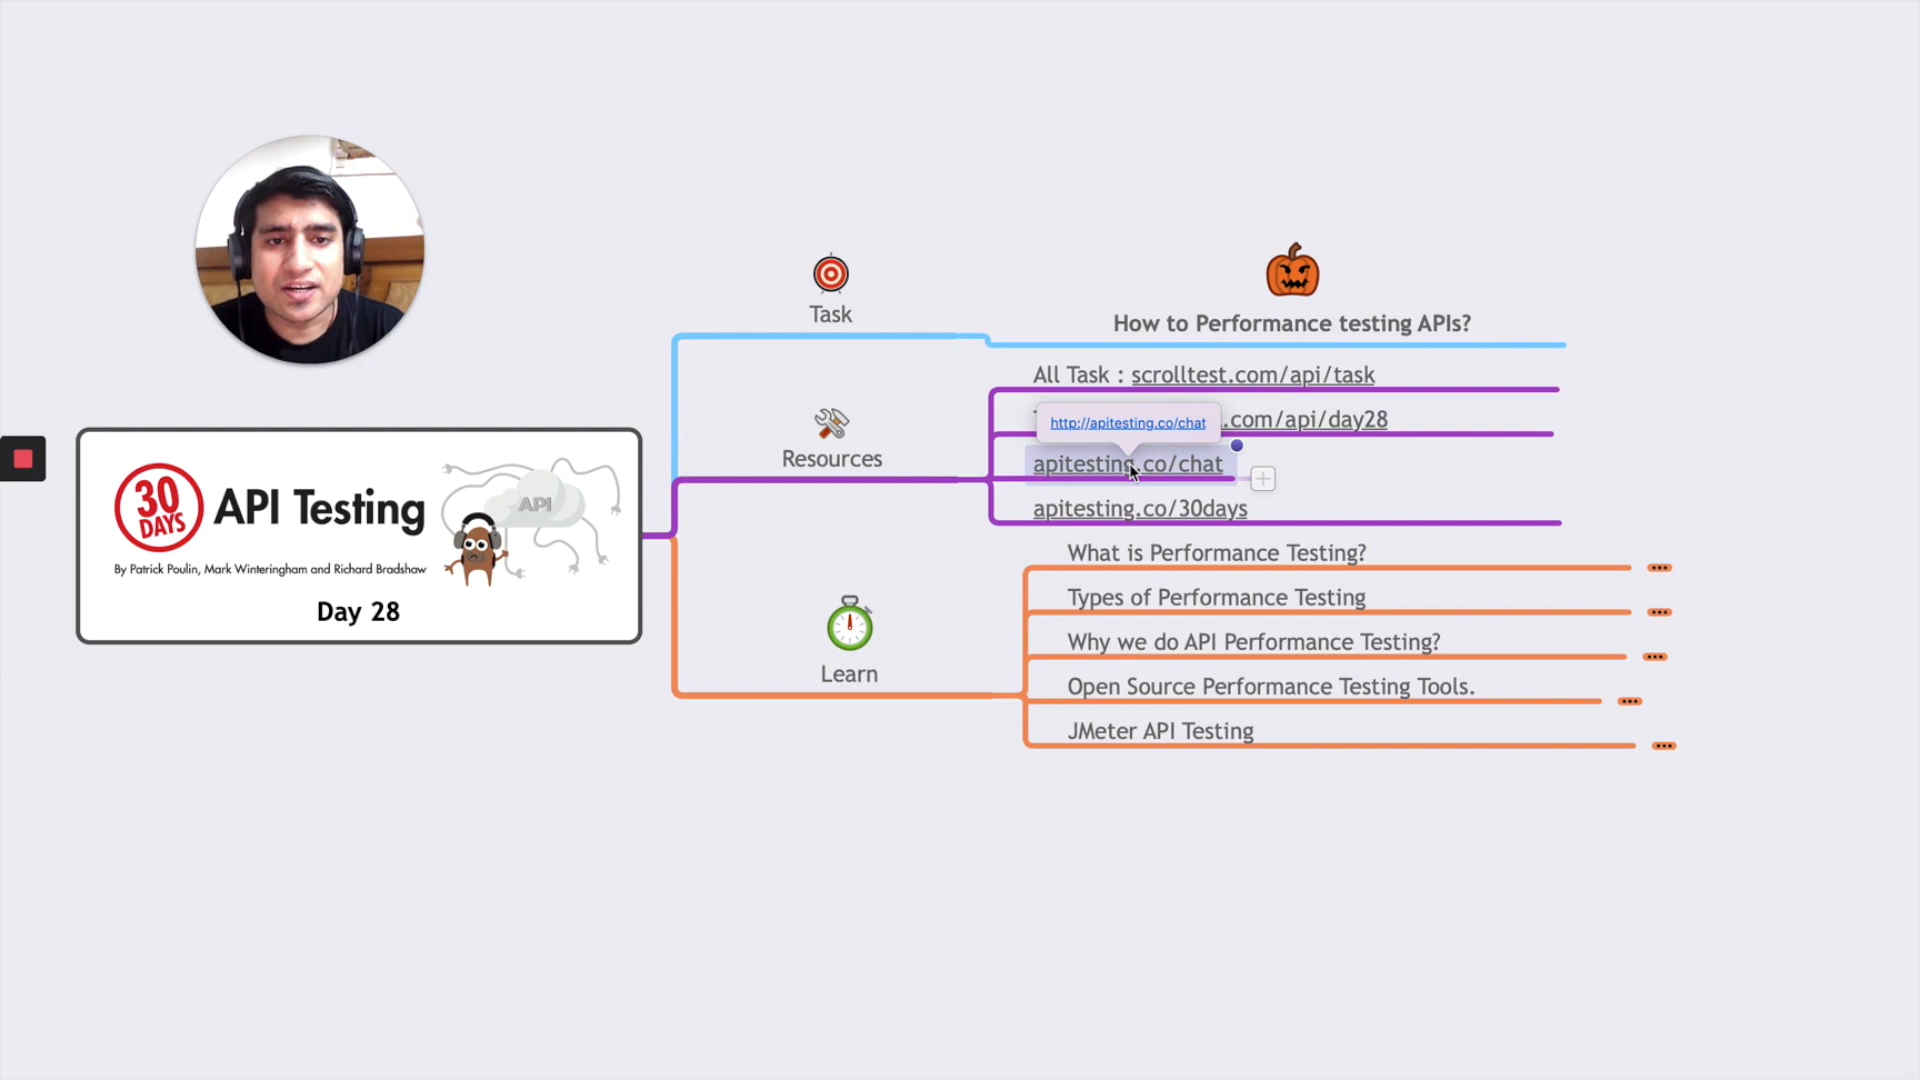 Task
How to Performance testing APIs?
All Task : scrolltest.com/api/task
http://apitesting.co/chat
.com/api/day28
Resources
apitesting.co/chat
apitesting.co/30days
30
DAYS
API Testing
API
By Patrick Poulin, Mark Winteringham and Richard Bradshaw
Day 28
Learn
What is Performance Testing?
Types of Performance Testing
Why we do API Performance Testing?
Open Source Performance Testing Tools.
JMeter API Testing